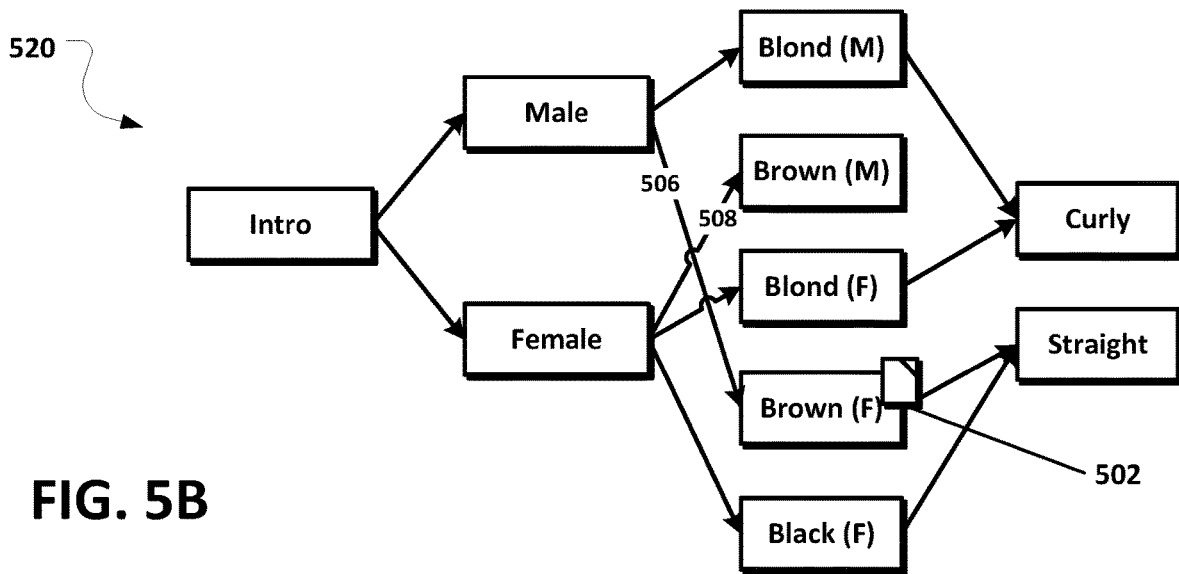 520
Blond (M)
Male
Brown (M)
506
508
Intro
Curly
Blond (F)
Female
Straight
Brown (F)
502
FIG. 5B
Black (F)